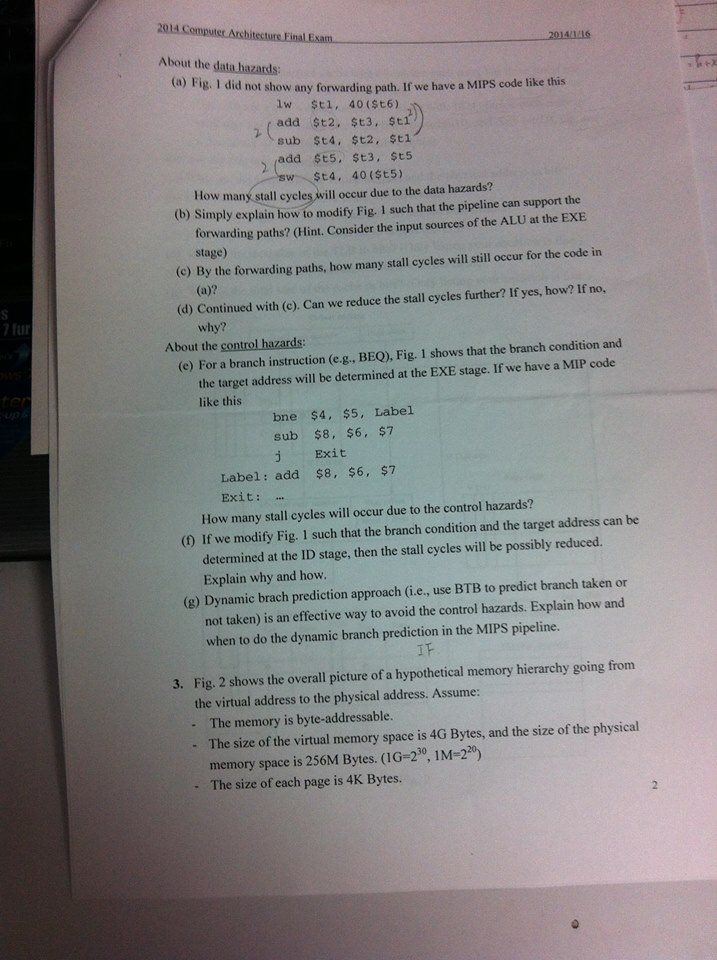 2014 Computer Architecture Final Exam 2014/1/16
About the data hazards:
(a) Fig. 1 did not show any forwarding path. If we have a MIPS code like this
lw $t1, 40($t6)
add $t2, $t3, $t1
2
2
sub $t4, $t2, $t1
add $t5, $t3, $t5
2
sw $t4, 40($t5)
How many stall cycles will occur due to the data hazards?
(b) Simply explain how to modify Fig. 1 such that the pipeline can support the
forwarding paths? (Hint. Consider the input sources of the ALU at the EXE
stage)
(c) By the forwarding paths, how many stall cycles will still occur for the code in
(a)?
(d) Continued with (c). Can we reduce the stall cycles further? If yes, how? If no,
why?
About the control hazards:
(e) For a branch instruction (e.g., BEQ), Fig. 1 shows that the branch condition and
the target address will be determined at the EXE stage. If we have a MIP code
like this
bne $4, $5, Label
sub $8, $6, $7
j Exit
Label: add $8, $6, $7
Exit: …
How many stall cycles will occur due to the control hazards?
(f) If we modify Fig. 1 such that the branch condition and the target address can be
determined at the ID stage, then the stall cycles will be possibly reduced.
Explain why and how.
(g) Dynamic brach prediction approach (i.e., use BTB to predict branch taken or
not taken) is an effective way to avoid the control hazards. Explain how and
when to do the dynamic branch prediction in the MIPS pipeline.
IF
3. Fig. 2 shows the overall picture of a hypothetical memory hierarchy going from
the virtual address to the physical address. Assume:
- The memory is byte-addressable.
- The size of the virtual memory space is 4G Bytes, and the size of the physical
memory space is 256M Bytes. (1G=2³⁰, 1M=2²⁰)
- The size of each page is 4K Bytes.
2